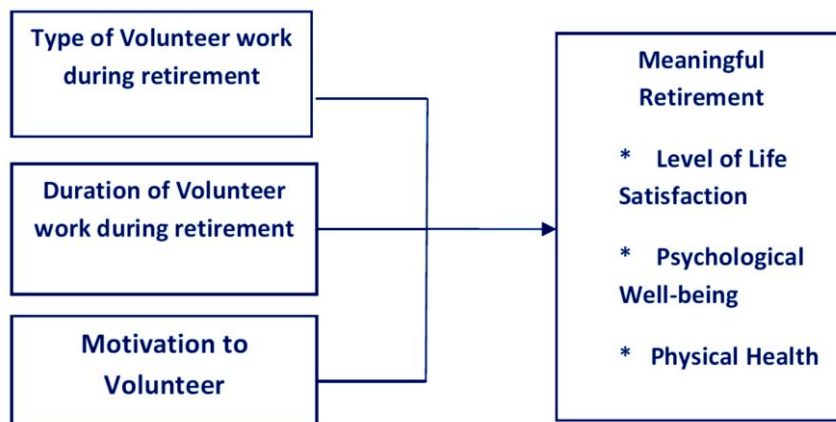 Type of Volunteer work
during retirement
Duration of Volunteer
work during retirement
Motivation to
Volunteer
Meaningful
Retirement
* Level of Life
Satisfaction
* Psychological
Well-being
* Physical Health